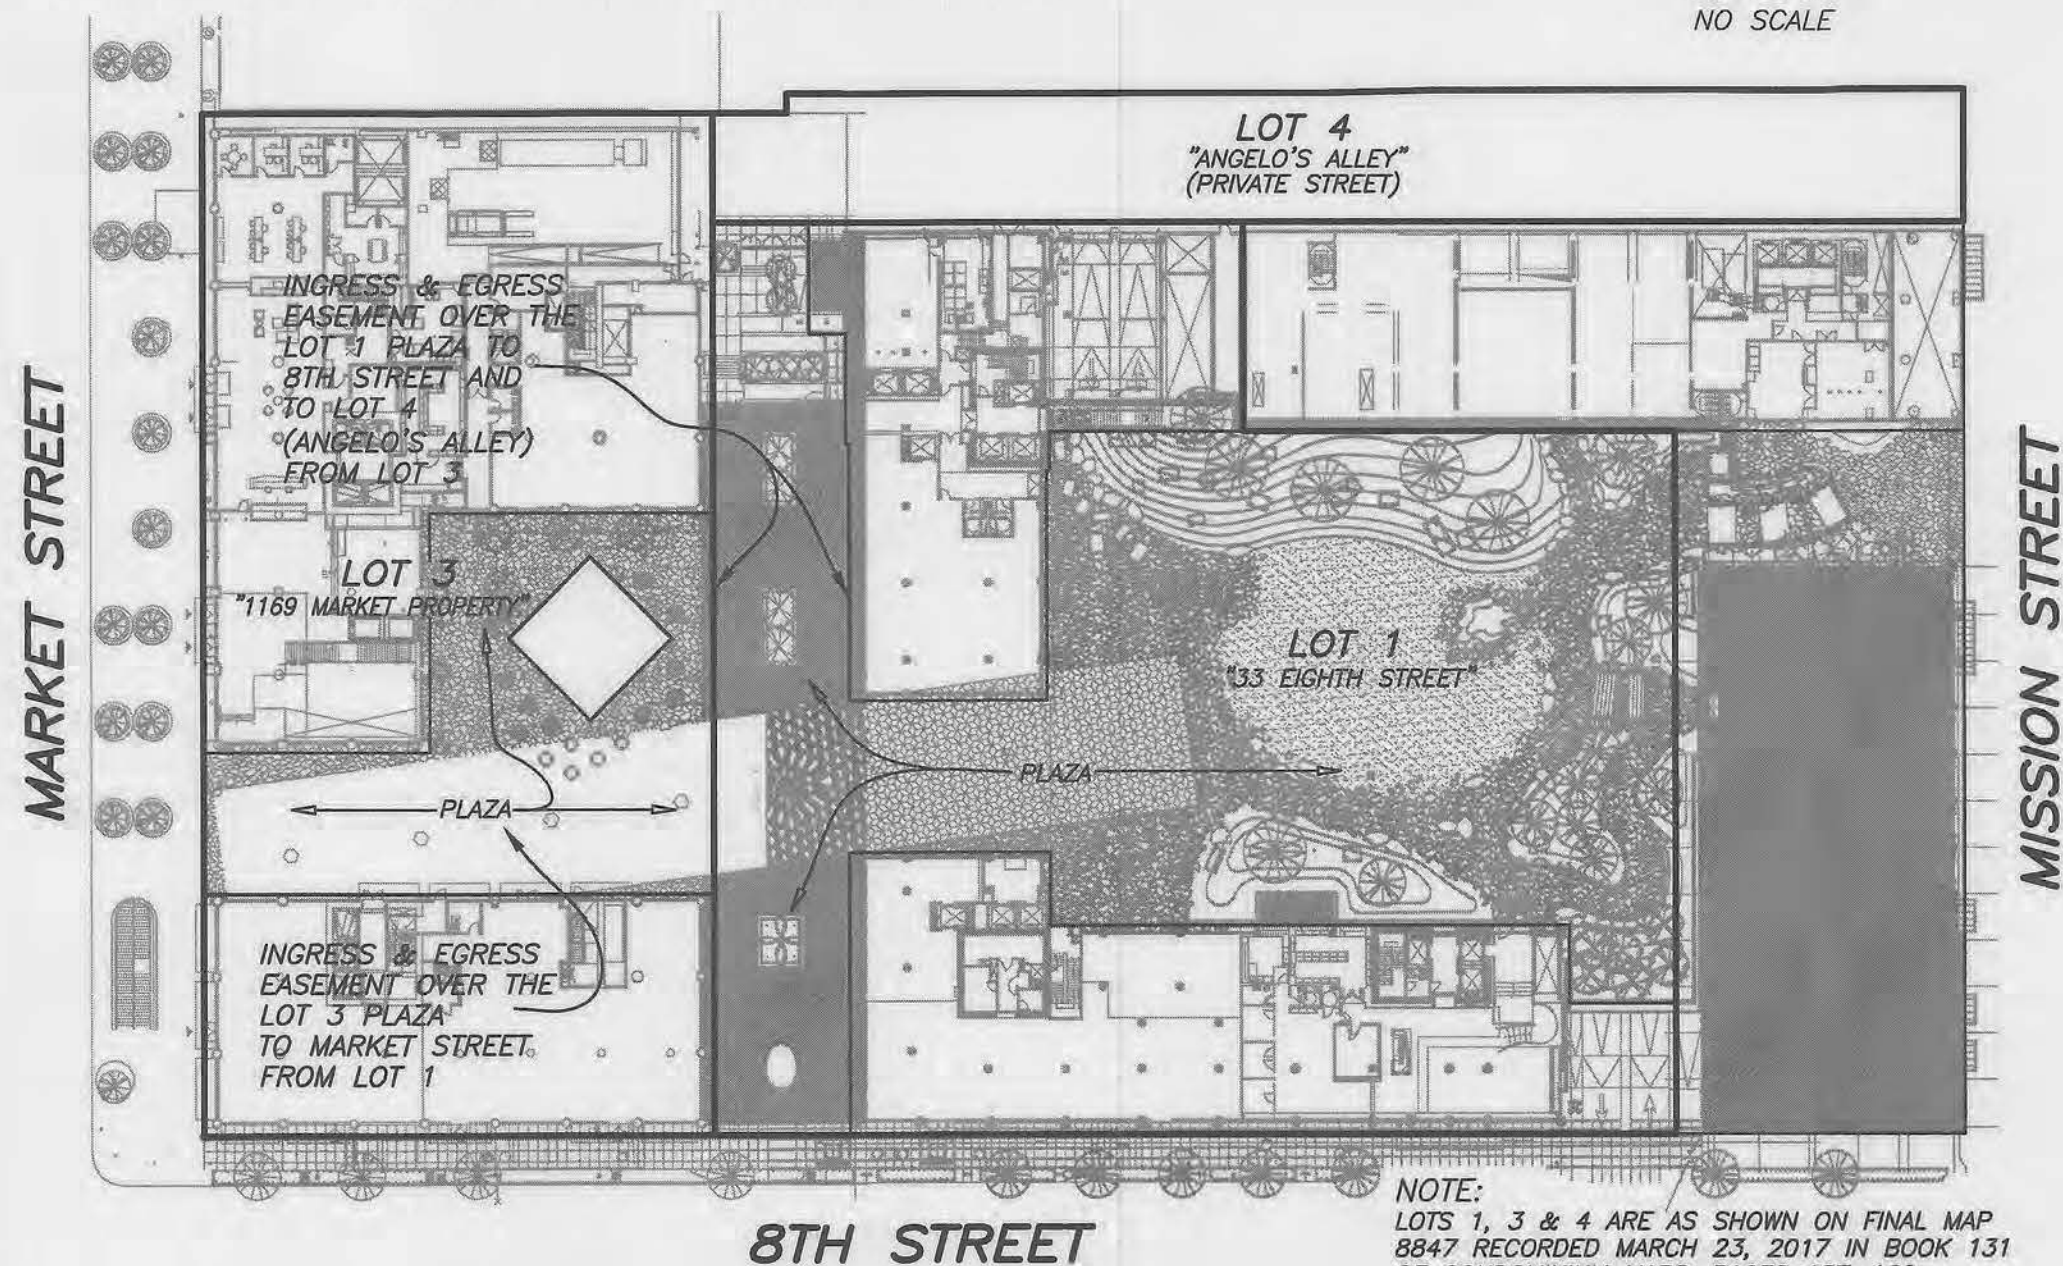 NO SCALE
LOT 4
"ANGELO'S ALLEY"
(PRIVATE STREET)
INGRESS & EGRESS
EASEMENT OVER THE
LOT 1 PLAZA TO
8TH STREET AND
TO LOT 4
(ANGELO'S ALLEY)
FROM LOT 3
MARKET STREET
LOT 3
"1169 MARKET PROPERTY"
LOT 1
"33 EIGHTH STREET"
MISSION STREET
PLAZA
PLAZA
INGRESS & EGRESS
EASEMENT OVER THE
LOT 3 PLAZA
TO MARKET STREET
FROM LOT 1
8TH STREET
NOTE:
LOTS 1, 3 & 4 ARE AS SHOWN ON FINAL MAP
8847 RECORDED MARCH 23, 2017 IN BOOK 131